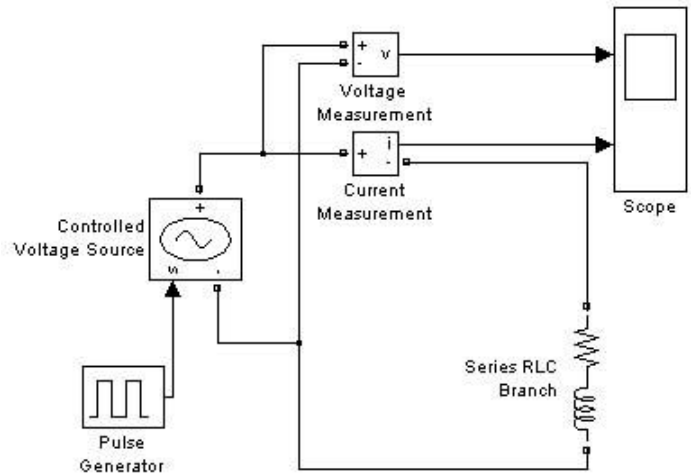 +
-
v
Voltage
Measurement
+
i
-
Current
Measurement
Scope
Controlled
Voltage Source
+
s
-
Series RLC
Branch
Pulse
Generator